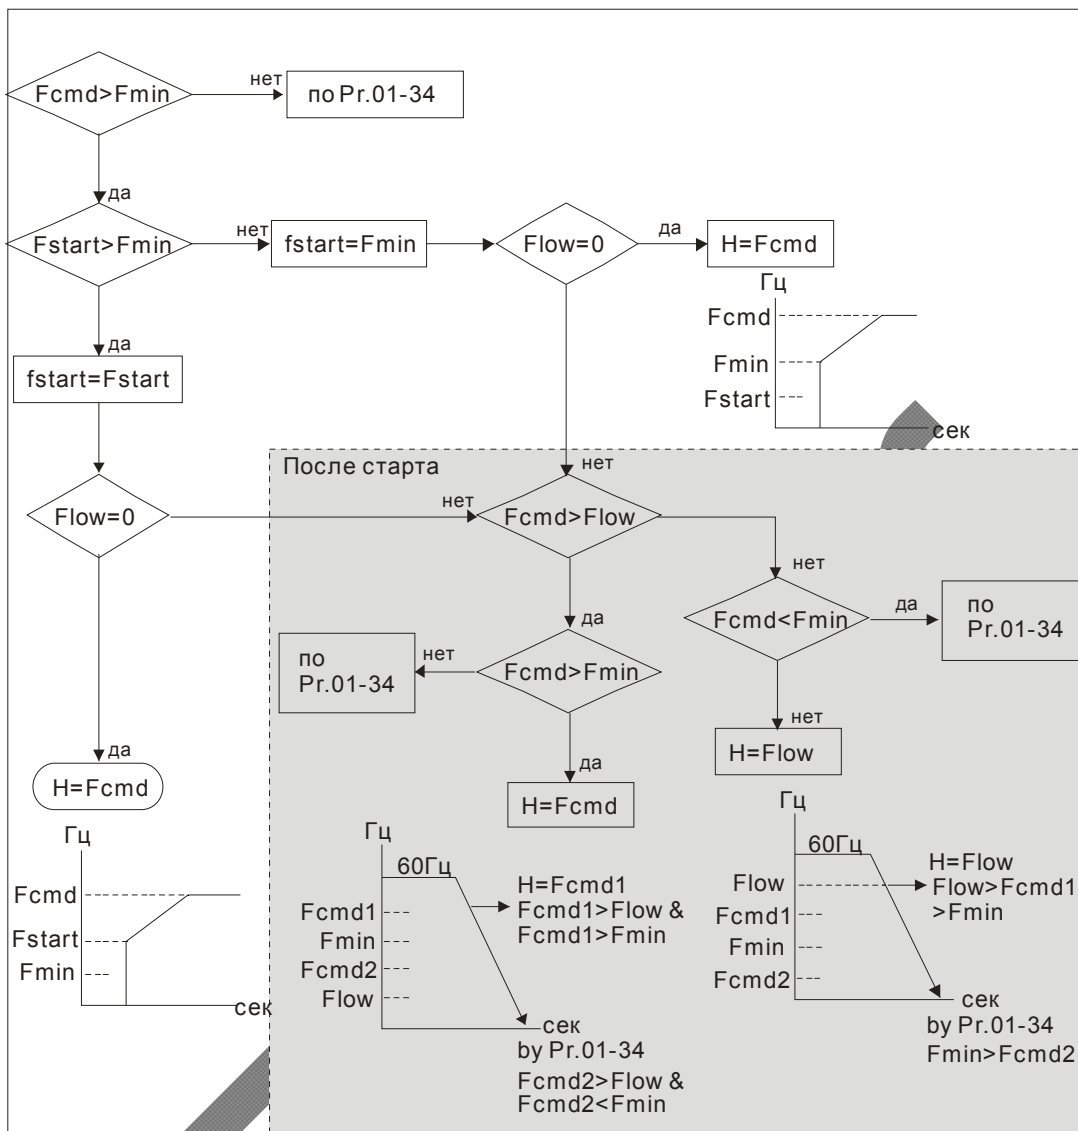 Fcmd>Fmin
нет
по Pr.01-34
да
Fstart>Fmin
нет
fstart=Fmin
Flow=0
да
H=Fcmd
Гц
Fcmd
Fmin
Fstart
сек
да
fstart=Fstart
Flow=0
нет
да
H=Fcmd
Гц
Fcmd
Fstart
Fmin
сек
После старта
нет
Fcmd>Flow
нет
Fcmd<Fmin
да
по
Pr.01-34
нет
H=Flow
да
Fcmd>Fmin
нет
по
Pr.01-34
да
H=Fcmd
Гц
60Гц
H=Fcmd1
Fcmd1>Flow &
Fcmd1>Fmin
Fcmd1
Fmin
Fcmd2
Flow
сек
by Pr.01-34
Fcmd2>Flow &
Fcmd2<Fmin
Гц
60Гц
H=Flow
Flow>Fcmd1
>Fmin
Flow
Fcmd1
Fmin
Fcmd2
сек
by Pr.01-34
Fmin>Fcmd2